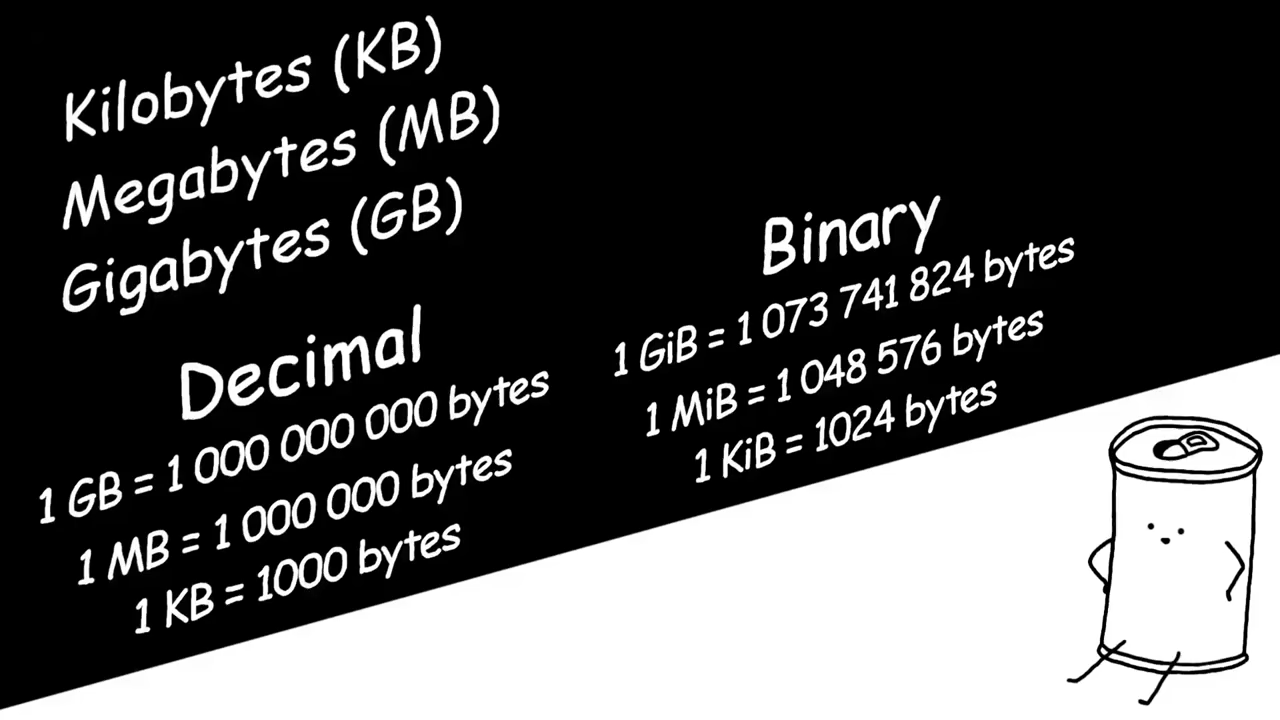 Kilobytes (KB)
Megabytes (MB)
Gigabytes (GB)
Decimal
1 GB = 1 000 000 000 bytes
1 MB = 1 000 000 bytes
1 KB = 1000 bytes
Binary
1 GiB = 1 073 741 824 bytes
1 MiB = 1 048 576 bytes
1 KiB = 1024 bytes